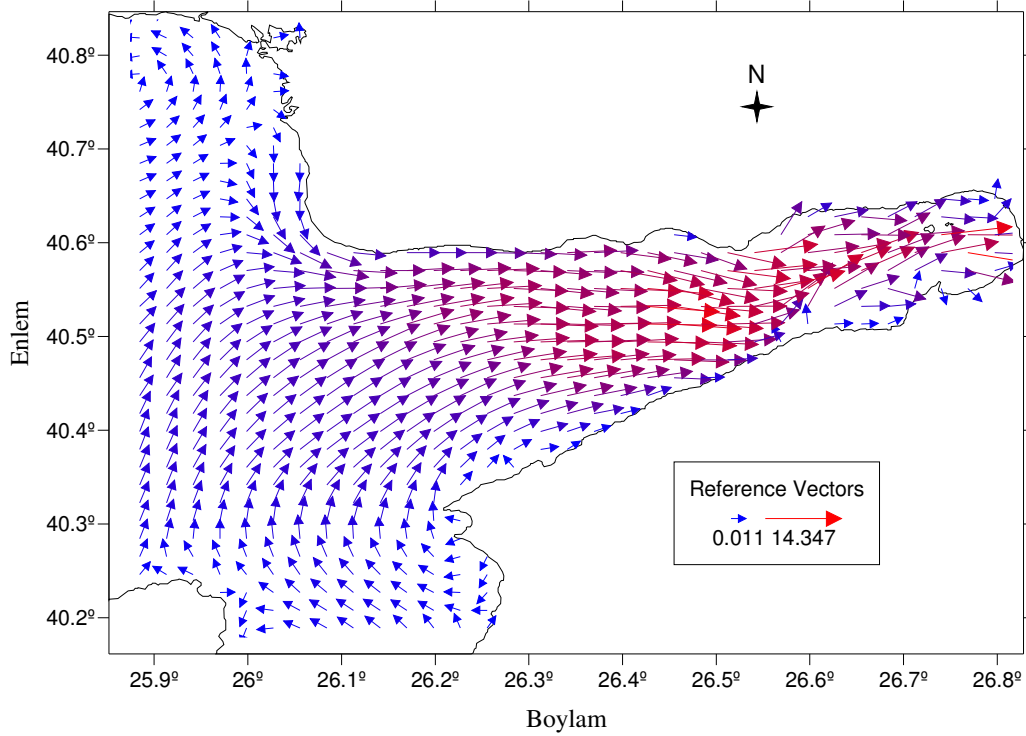 N
40.8º
40.7º
40.6º
40.5º
40.4º
40.3º
40.2º
Enlem
Reference Vectors
0.011 14.347
25.9º 26º 26.1º 26.2º 26.3º 26.4º 26.5º 26.6º 26.7º 26.8º
Boylam